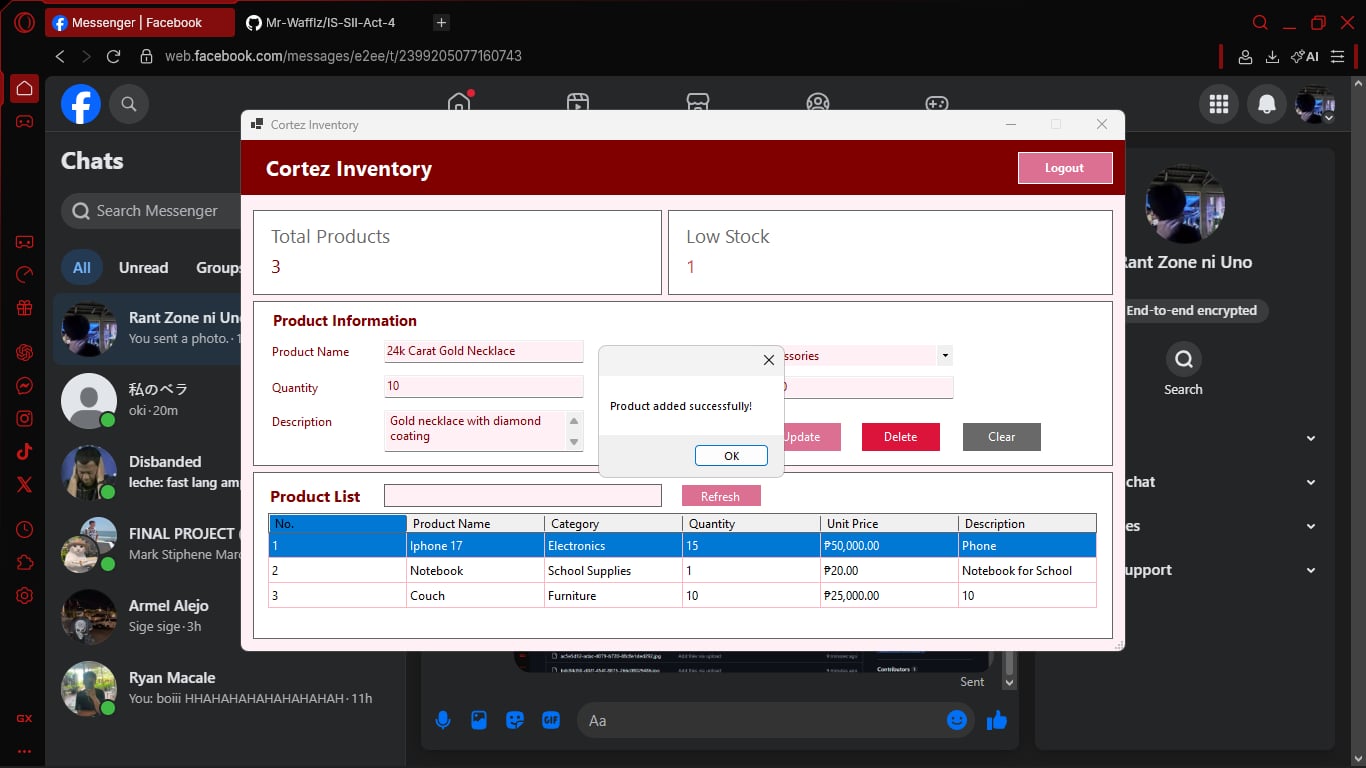 Messenger | Facebook
Mr-Wafflz/IS-SII-Act-4
web.facebook.com/messages/e2ee/t/2399205077160743
AI
Chats
Search Messenger
All
Unread
Groups
Rant Zone ni Uno
You sent a photo.
私のベラ
oki · 20m
Disbanded
leche: fast lang
FINAL PROJECT
Mark Stiphene
Armel Alejo
Sige sige · 3h
Ryan Macale
You: boiii HHAHAHAHAHAHAHAHAH · 11h
GX
Cortez Inventory
Cortez Inventory
Logout
Total Products
3
Low Stock
1
Product Information
Product Name
24k Carat Gold Necklace
ssories
Quantity
10
Description
Gold necklace with diamond
coating
Update
Delete
Clear
Product added successfully!
OK
Product List
Refresh
No. Product Name Category Quantity Unit Price Description
1 Iphone 17 Electronics 15 ₱50,000.00 Phone
2 Notebook School Supplies 1 ₱20.00 Notebook for School
3 Couch Furniture 10 ₱25,000.00 10
Rant Zone ni Uno
End-to-end encrypted
Search
chat
es
upport
Contributors
Sent
GIF
Aa